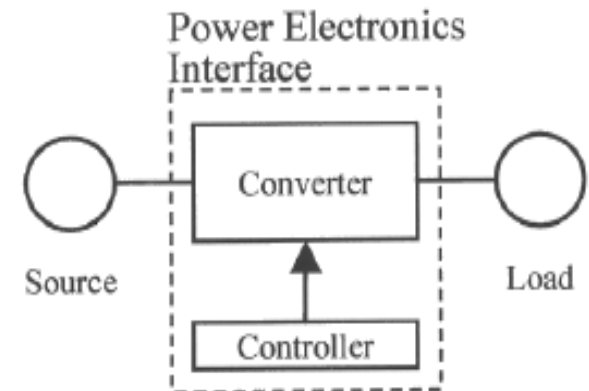 Power Electronics
Interface
Converter
Source
Load
Controller